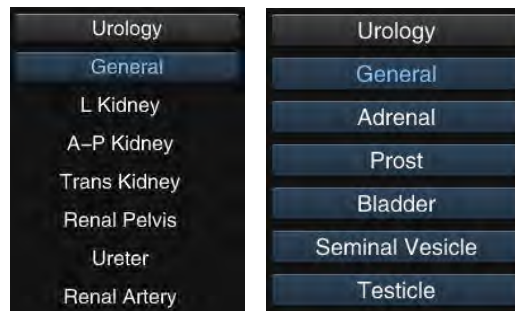 Urology
General
L Kidney
A–P Kidney
Trans Kidney
Renal Pelvis
Ureter
Renal Artery
Urology
General
Adrenal
Prost
Bladder
Seminal Vesicle
Testicle